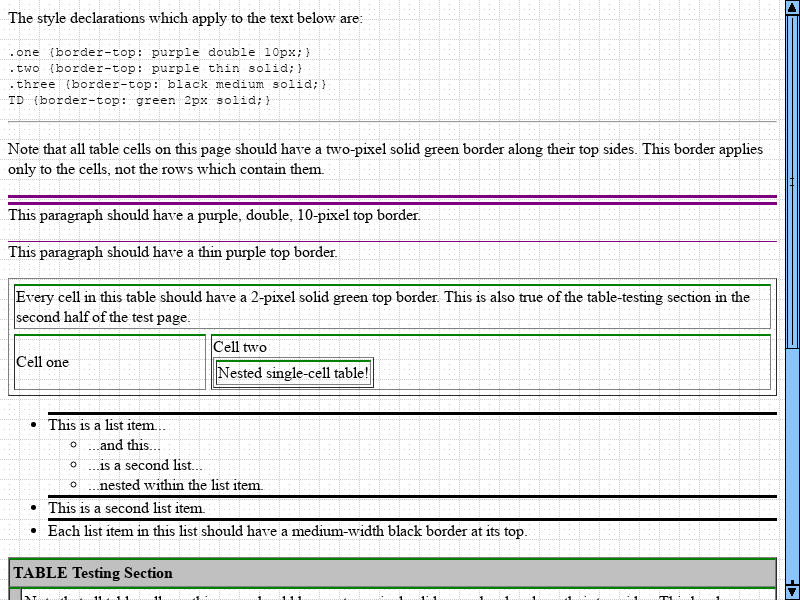 The style declarations which apply to the text below are:
.one {border-top: purple double 10px;}
.two {border-top: purple thin solid;}
.three {border-top: black medium solid;}
TD {border-top: green 2px solid;}
Note that all table cells on this page should have a two-pixel solid green border along their top sides. This border applies
only to the cells, not the rows which contain them.
This paragraph should have a purple, double, 10-pixel top border.
This paragraph should have a thin purple top border.
Every cell in this table should have a 2-pixel solid green top border. This is also true of the table-testing section in the
second half of the test page.
Cell one
Cell two
Nested single-cell table!
This is a list item...
...and this...
...is a second list...
...nested within the list item.
This is a second list item.
Each list item in this list should have a medium-width black border at its top.
TABLE Testing Section